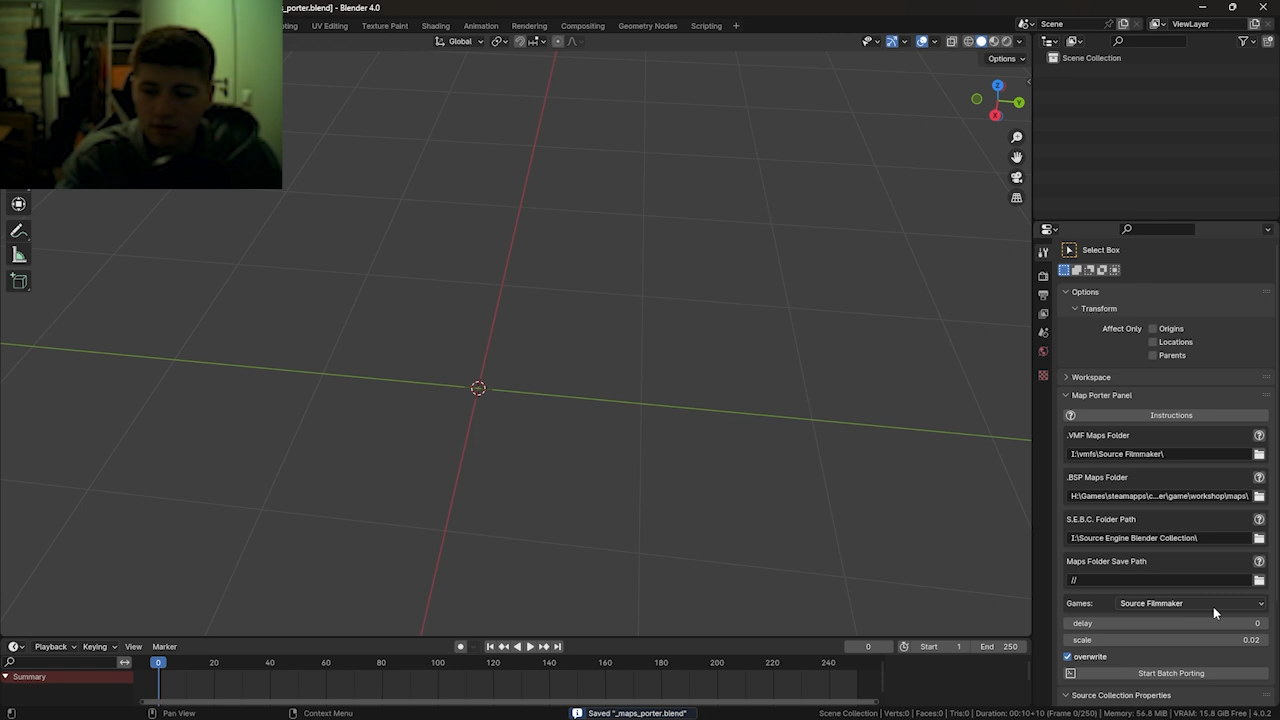 _porter.blend] - Blender 4.0
UV Editing Texture Paint Shading Animation Rendering Compositing Geometry Nodes Scripting +
Scene
ViewLayer
Global
Options
Z
Y
X
Scene Collection
Select Box
Options
Transform
Affect Only
Origins
Locations
Parents
Workspace
Map Porter Panel
Instructions
.VMF Maps Folder
I:\vmfs\Source Filmmaker\
.BSP Maps Folder
H:\Games\steamapps\c...er\game\workshop\maps\
S.E.B.C. Folder Path
I:\Source Engine Blender Collection\
Maps Folder Save Path
//
Games: Source Filmmaker
delay 0
scale 0.02
overwrite
Start Batch Porting
Source Collection Properties
Playback Keying View Marker
0 Start 1 End 250
0 20 40 60 80 100 120 140 160 180 200 220 240
Summary
Pan View
Context Menu
Saved "_maps_porter.blend"
Scene Collection | Verts:0 | Faces:0 | Tris:0 | Duration: 00:10+10 (Frame 0/250) | Memory: 56.8 MiB | VRAM: 15.8 GiB Free | 4.0.2